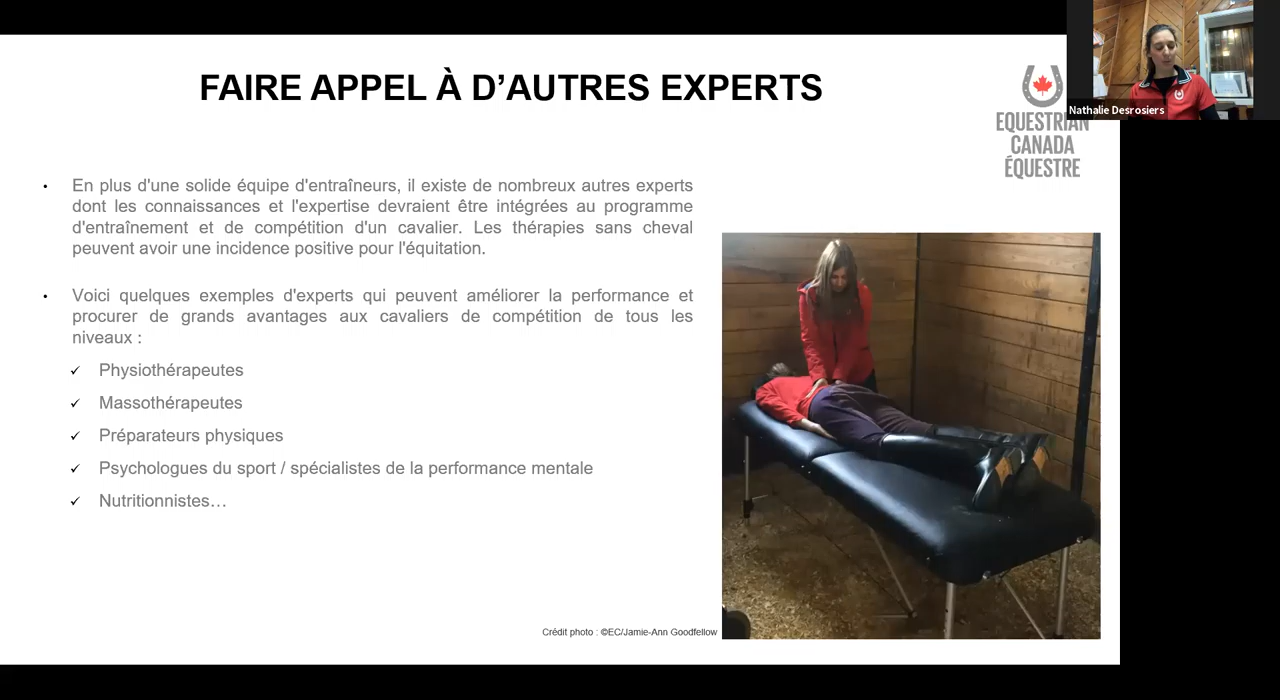 FAIRE APPEL À D’AUTRES EXPERTS
EQUESTRIAN
CANADA
ÉQUESTRE
Nathalie Desrosiers
• En plus d'une solide équipe d'entraîneurs, il existe de nombreux autres experts
dont les connaissances et l'expertise devraient être intégrées au programme
d'entraînement et de compétition d'un cavalier. Les thérapies sans cheval
peuvent avoir une incidence positive pour l'équitation.
• Voici quelques exemples d'experts qui peuvent améliorer la performance et
procurer de grands avantages aux cavaliers de compétition de tous les
niveaux :
✓ Physiothérapeutes
✓ Massothérapeutes
✓ Préparateurs physiques
✓ Psychologues du sport / spécialistes de la performance mentale
✓ Nutritionnistes…
Crédit photo : ©EC/Jamie-Ann Goodfellow